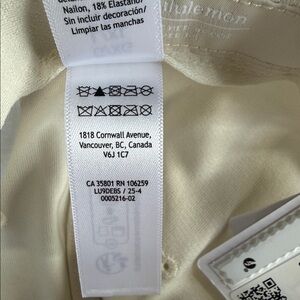 Nailon, 18% Elastano
Sin incluir decoración/
Limpiar las manchas
lululemon
1818 Cornwall Avenue,
Vancouver, BC, Canada
V6J 1C7
CA 35801 RN 106259
LU9DEBS / 25-4
0005216-02